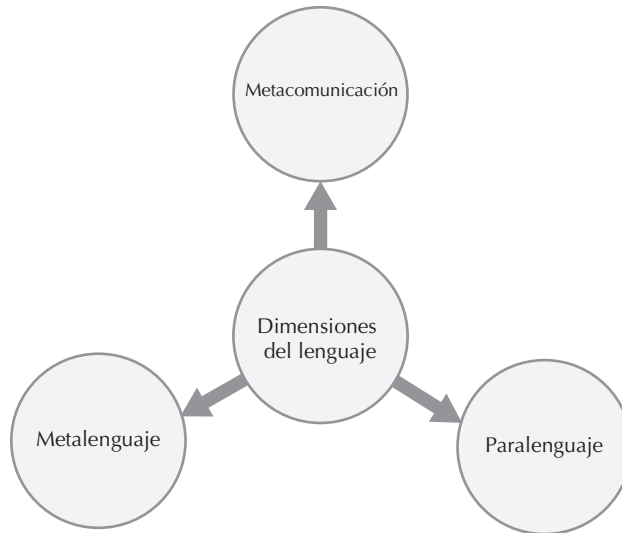 Metacomunicación
Dimensiones
del lenguaje
Metalenguaje
Paralenguaje